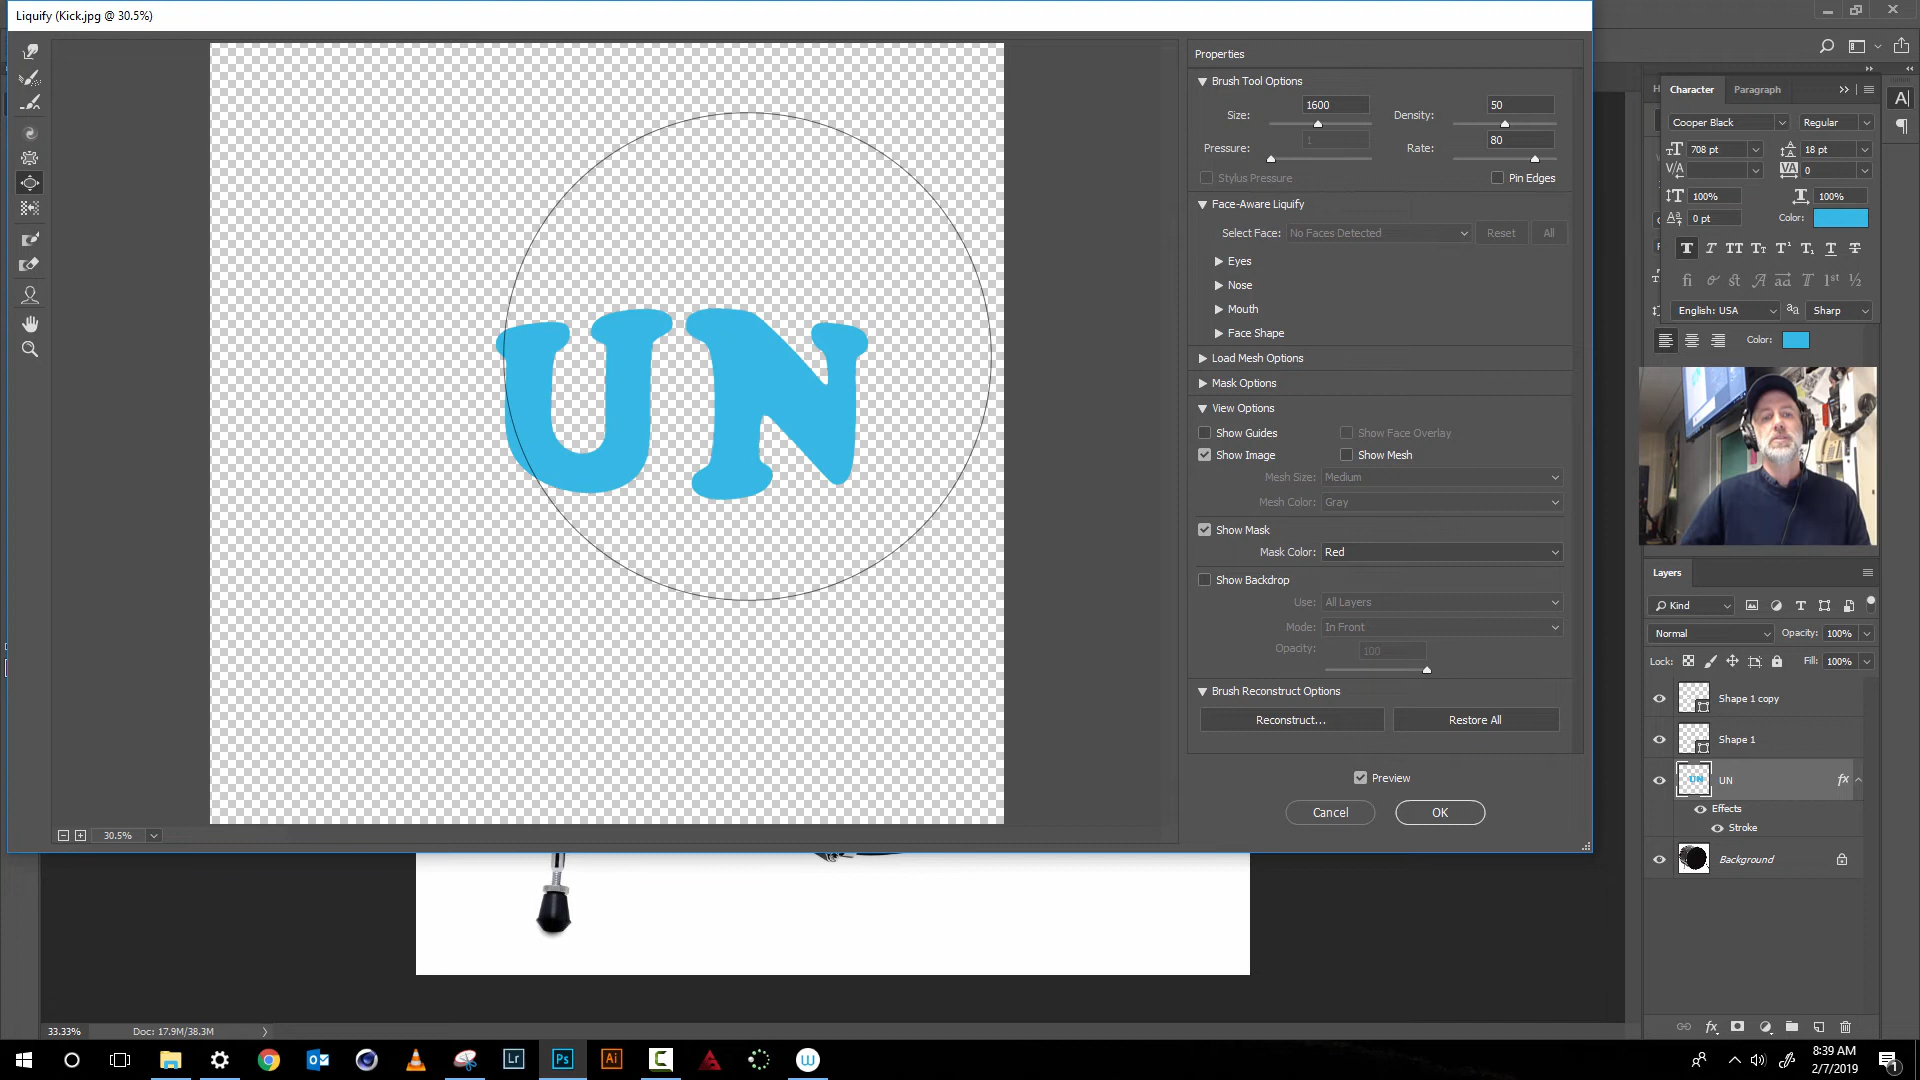 Liquify (Kick.jpg @ 30.5%)
Properties
Brush Tool Options
Size: 1600
Density: 50
Pressure: 1
Rate: 80
Stylus Pressure
Pin Edges
Face-Aware Liquify
Select Face: No Faces Detected
Reset
All
Eyes
Nose
Mouth
Face Shape
Load Mesh Options
Mask Options
View Options
Show Guides
Show Face Overlay
Show Image
Show Mesh
Mesh Size: Medium
Mesh Color: Gray
Show Mask
Mask Color: Red
Show Backdrop
Use: All Layers
Mode: In Front
Opacity: 100
Brush Reconstruct Options
Reconstruct...
Restore All
Preview
Cancel
OK
UN
30.5%
Character
Paragraph
Cooper Black
Regular
708 pt
18 pt
0
100%
100%
0 pt
Color:
English: USA
Sharp
Color:
Layers
Kind
Normal
Opacity: 100%
Lock:
Fill: 100%
Shape 1 copy
Shape 1
UN
UN
fx
Effects
Stroke
Background
33.33%
Doc: 17.9M/38.3M
Lr
Ps
Ai
C
W
8:39 AM
2/7/2019
1